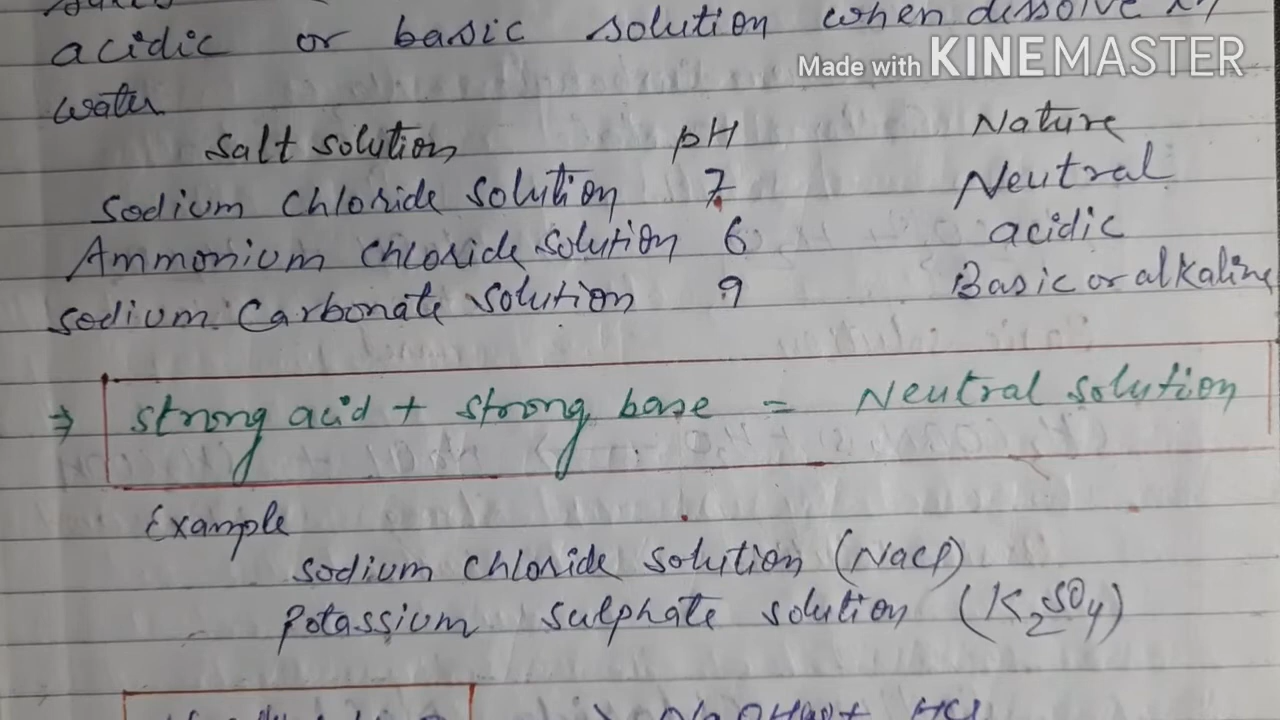 acidic or basic solution when dissolve in
Made with KINEMASTER
water
Salt solution pH Nature
Sodium Chloride solution 7 Neutral
Ammonium Chloride solution 6 acidic
Sodium Carbonate solution 9 Basic or alkaline
⇒ Strong acid + strong base = Neutral solution
Example
Sodium Chloride solution (NaCl)
Potassium sulphate solution (K2SO4)
HCl